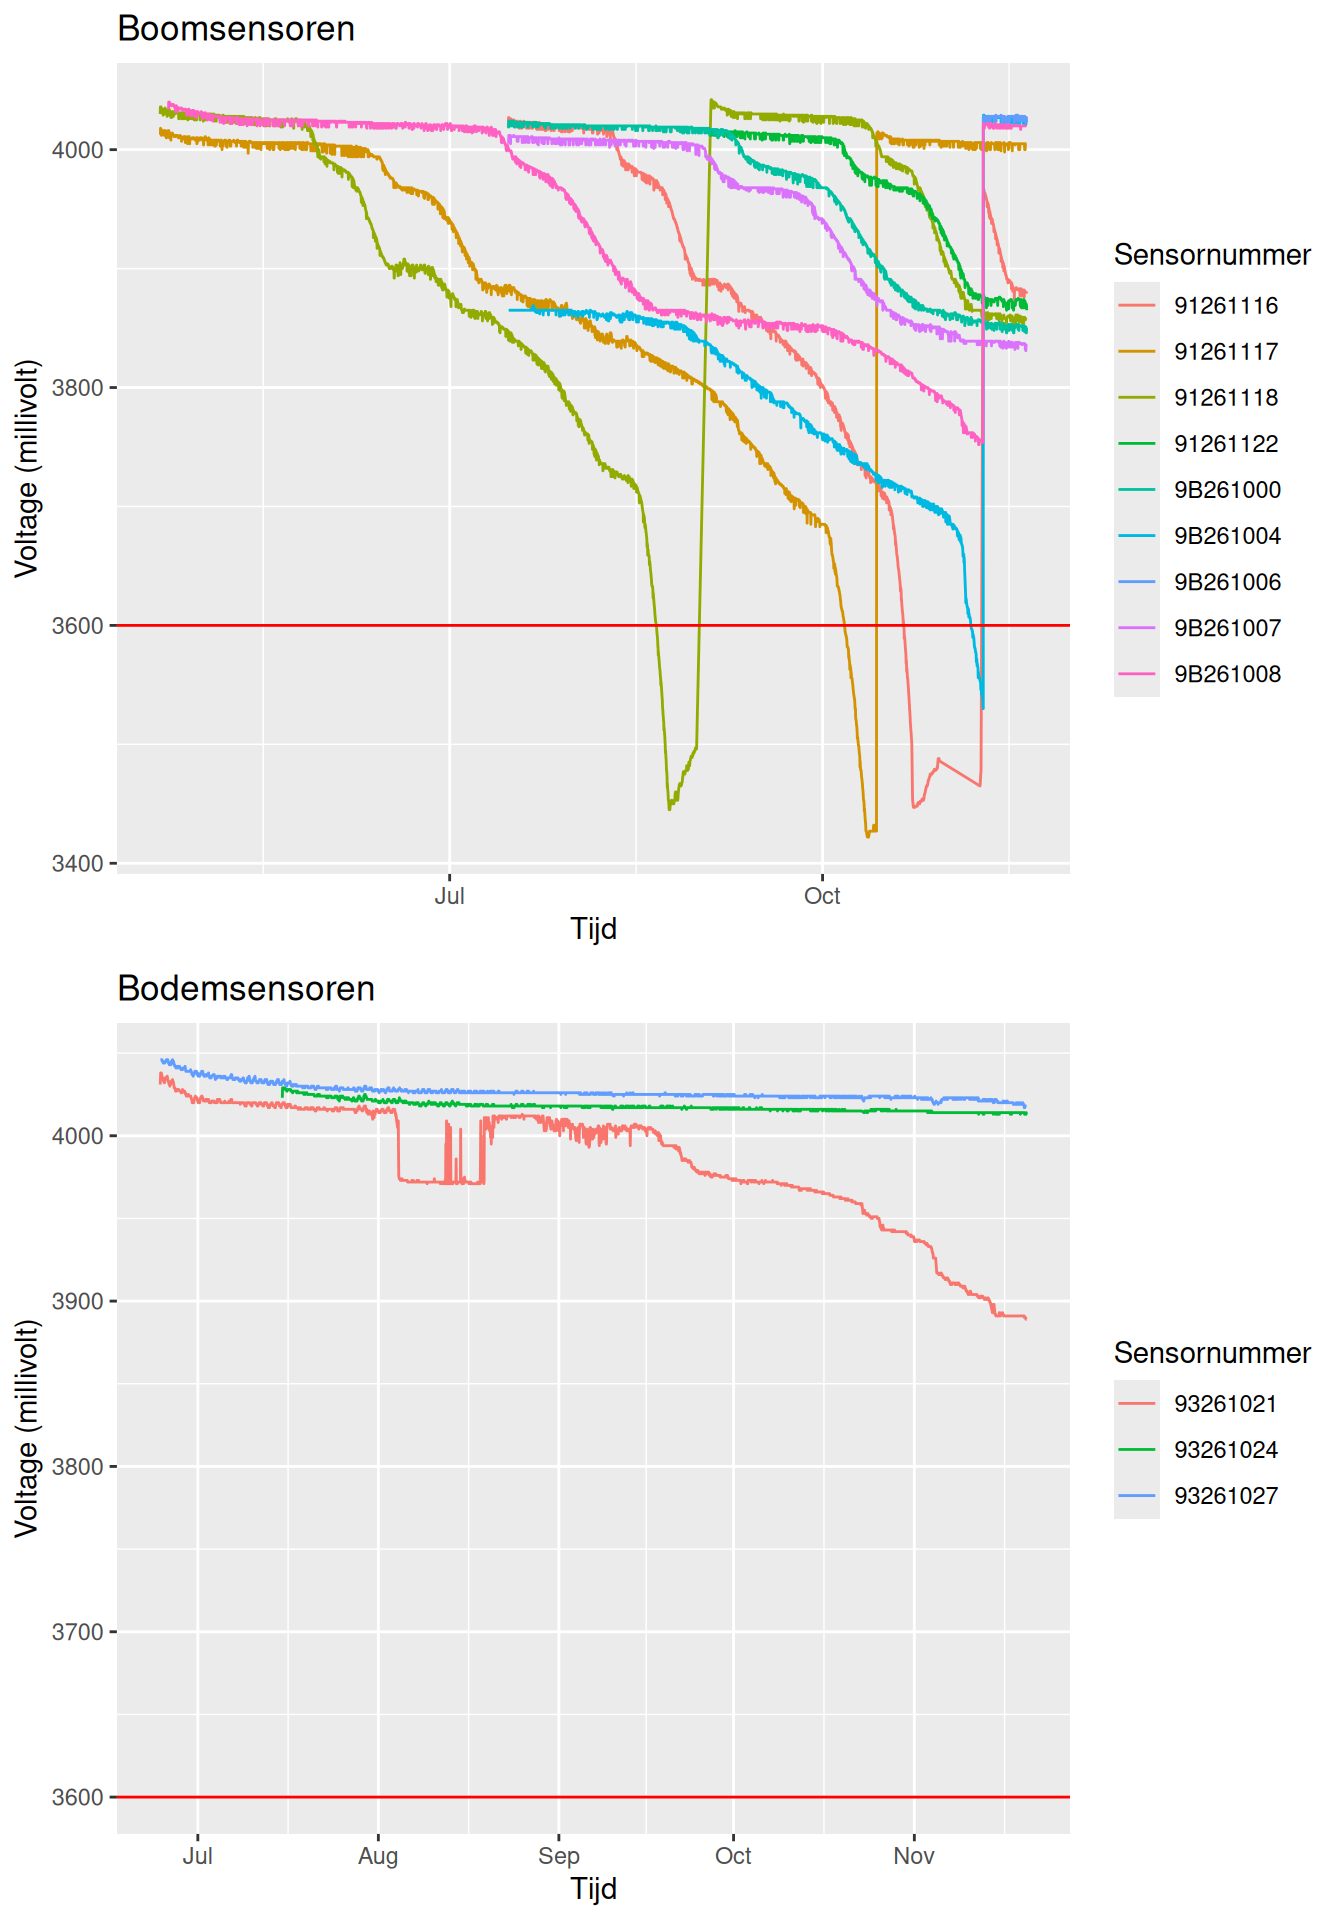 Boomsensoren
4000
3800
3600
3400
Voltage (millivolt)
Jul
Oct
Tijd
Sensornummer
91261116
91261117
91261118
91261122
9B261000
9B261004
9B261006
9B261007
9B261008
Bodemsensoren
4000
3900
3800
3700
3600
Voltage (millivolt)
Jul
Aug
Sep
Oct
Nov
Tijd
Sensornummer
93261021
93261024
93261027